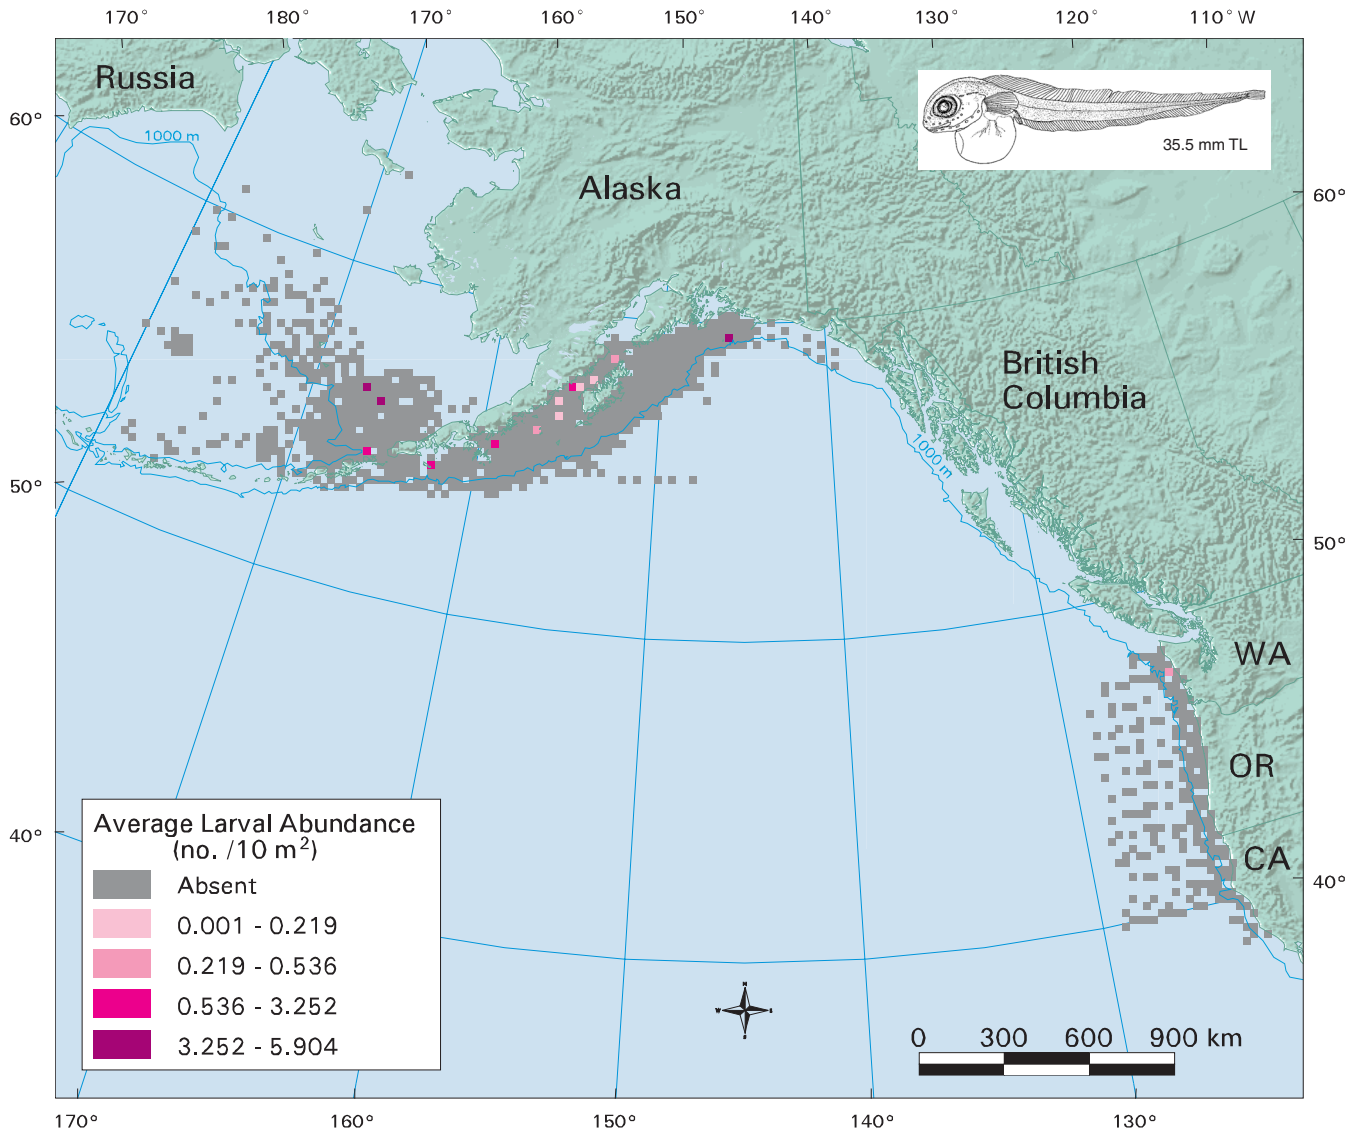 170° 180° 170° 160° 150° 140° 130° 120° 110° W
Russia
60°
1000 m
35.5 mm TL
Alaska
60°
British
Columbia
1000 m
50°
50°
WA
OR
CA
40°
40°
Average Larval Abundance
(no. /10 m²)
Absent
0.001 - 0.219
0.219 - 0.536
0.536 - 3.252
3.252 - 5.904
N
W
S
0 300 600 900 km
170° 160° 150° 140° 130°